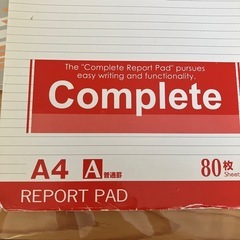 The "Complete Report Pad" pursues
easy writing and functionality.
Complete
A4 A 普通罫 80枚 Sheets
REPORT PAD